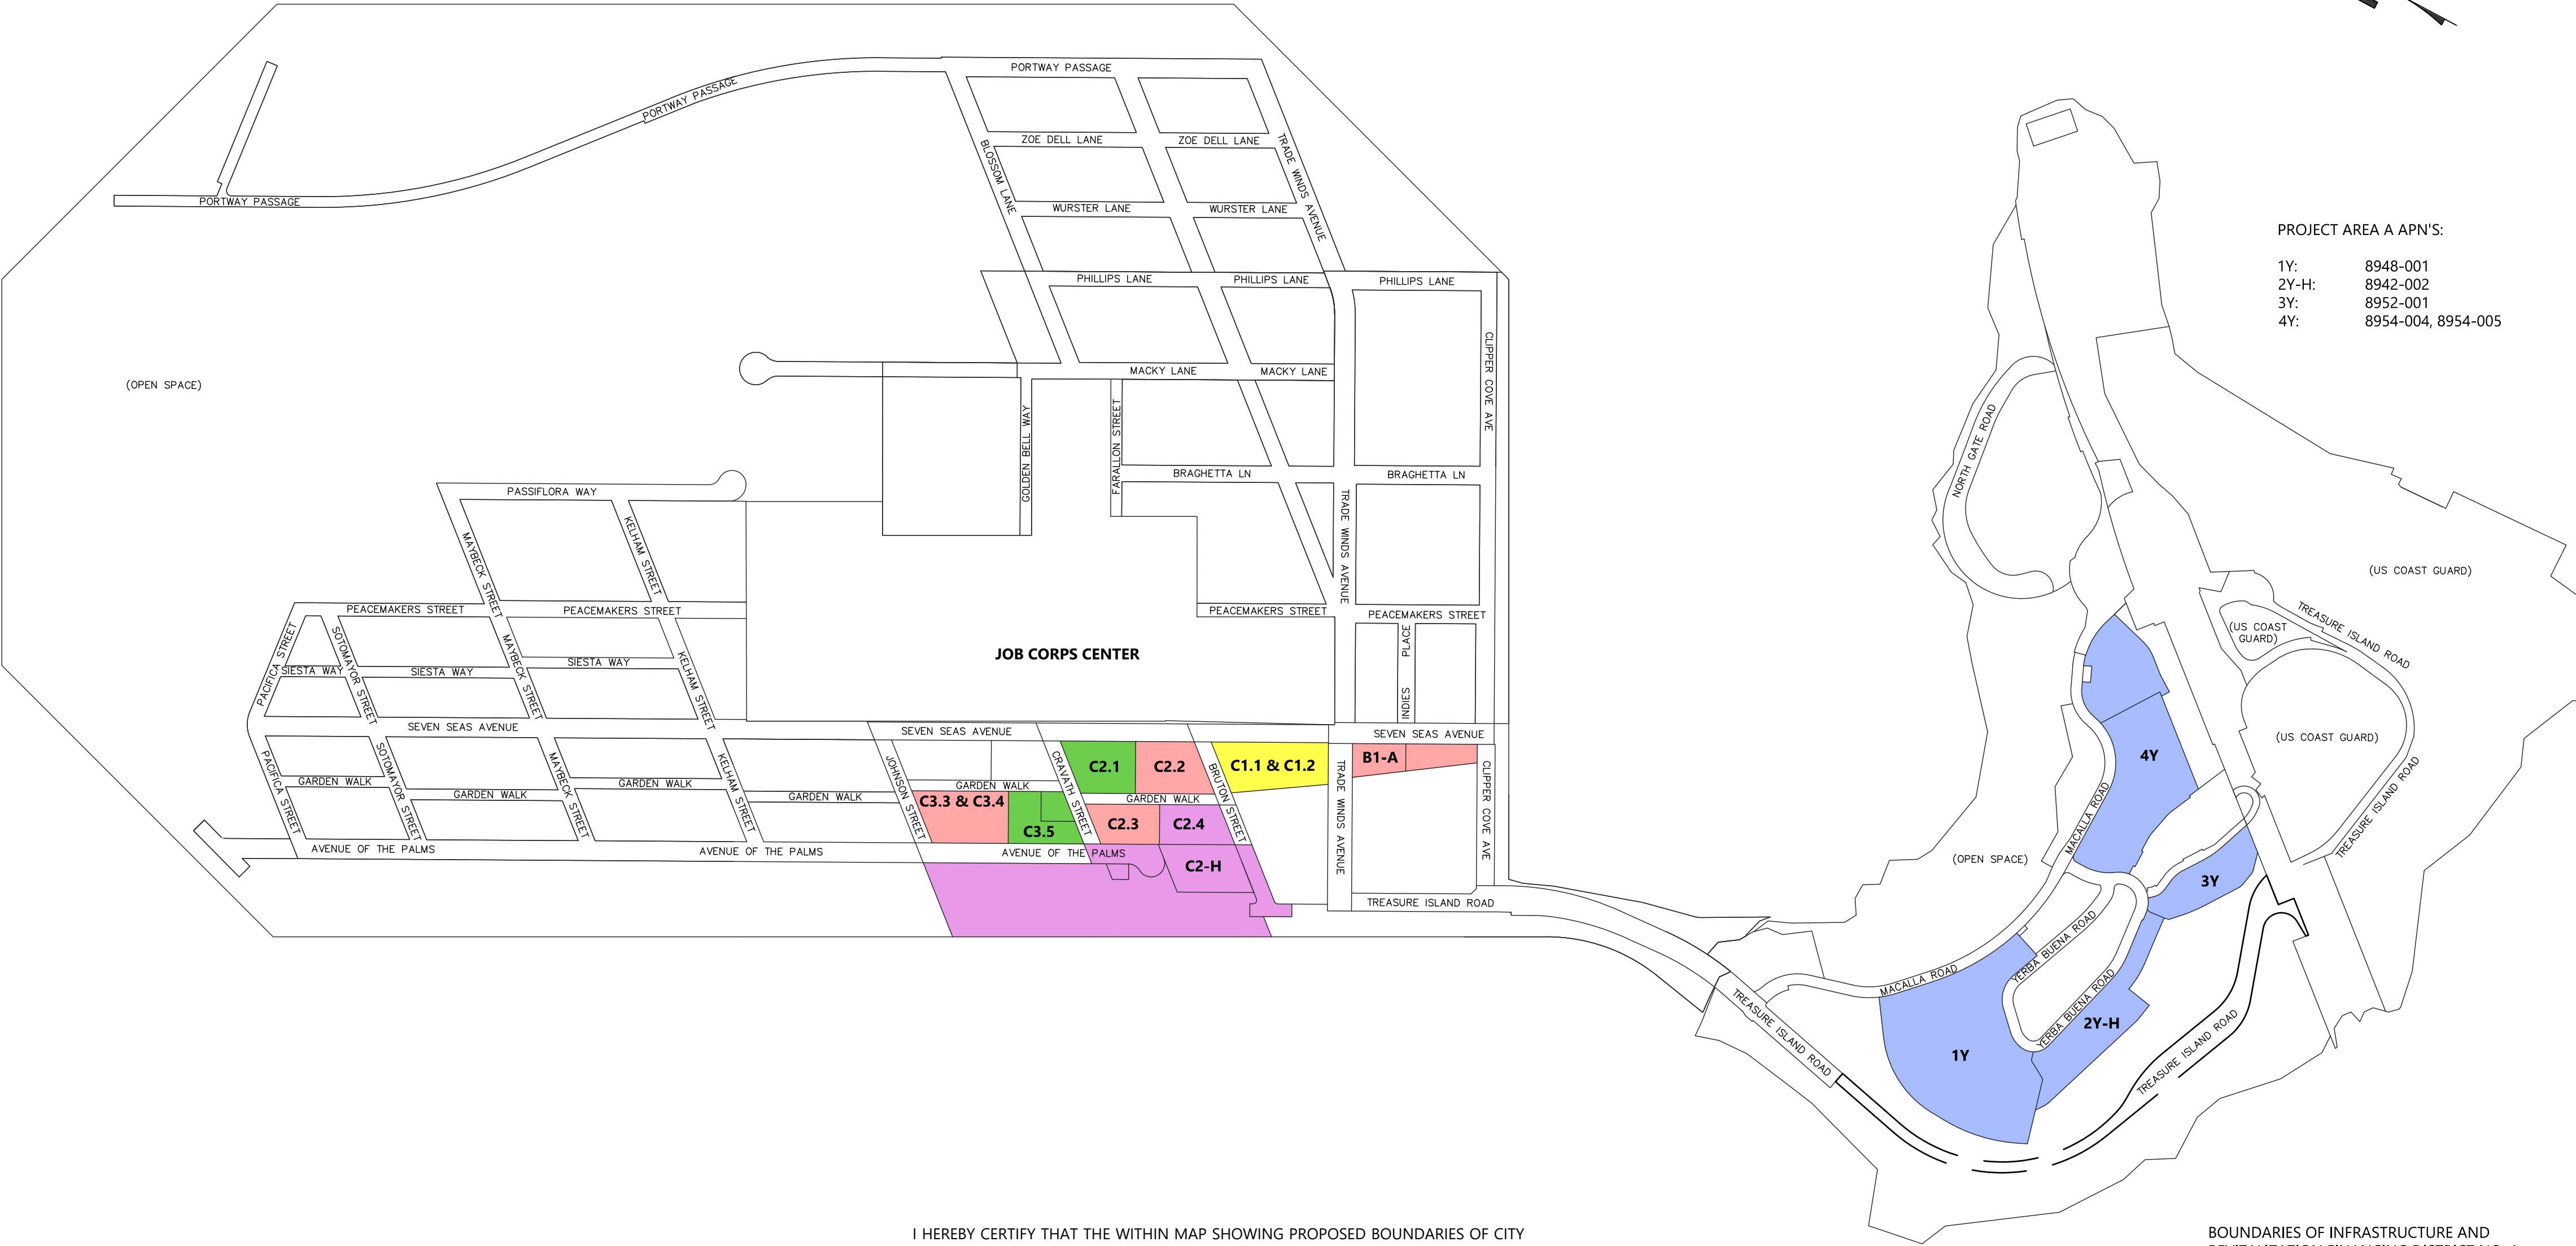 PORTWAY PASSAGE
PORTWAY PASSAGE
PORTWAY PASSAGE
ZOE DELL LANE
ZOE DELL LANE
BLOSSOM LANE
TRADE WINDS AVENUE
WURSTER LANE
WURSTER LANE
PHILLIPS LANE
PHILLIPS LANE
PHILLIPS LANE
CLIPPER COVE AVE
MACKY LANE
MACKY LANE
(OPEN SPACE)
GOLDEN BELL WAY
FARALLON STREET
BRAGHETTA LN
BRAGHETTA LN
TRADE WINDS AVENUE
PASSIFLORA WAY
MAYBECK STREET
KELHAM STREET
PEACEMAKERS STREET
PEACEMAKERS STREET
PEACEMAKERS STREET
PEACEMAKERS STREET
INDIES PLACE
PACIFICA STREET
SOTOMAYOR STREET
MAYBECK STREET
KELHAM STREET
SIESTA WAY
SIESTA WAY
SIESTA WAY
JOB CORPS CENTER
SEVEN SEAS AVENUE
SEVEN SEAS AVENUE
SEVEN SEAS AVENUE
PACIFICA STREET
SOTOMAYOR STREET
MAYBECK STREET
KELHAM STREET
JOHNSON STREET
CRAVATH STREET
BRUTON STREET
TRADE WINDS AVENUE
CLIPPER COVE AVE
GARDEN WALK
GARDEN WALK
GARDEN WALK
GARDEN WALK
GARDEN WALK
GARDEN WALK
C2.1
C2.2
C1.1 & C1.2
B1-A
C3.3 & C3.4
C3.5
C2.3
C2.4
C2-H
AVENUE OF THE PALMS
AVENUE OF THE PALMS
AVENUE OF THE PALMS
TREASURE ISLAND ROAD
PROJECT AREA A APN'S:
1Y: 8948-001
2Y-H: 8942-002
3Y: 8952-001
4Y: 8954-004, 8954-005
NORTH GATE ROAD
(US COAST GUARD)
TREASURE ISLAND ROAD
(US COAST
GUARD)
(US COAST GUARD)
TREASURE ISLAND ROAD
4Y
MACALLA ROAD
(OPEN SPACE)
3Y
YERBA BUENA ROAD
YERBA BUENA ROAD
MACALLA ROAD
2Y-H
1Y
TREASURE ISLAND ROAD
TREASURE ISLAND ROAD
I HEREBY CERTIFY THAT THE WITHIN MAP SHOWING PROPOSED BOUNDARIES OF CITY
BOUNDARIES OF INFRASTRUCTURE AND